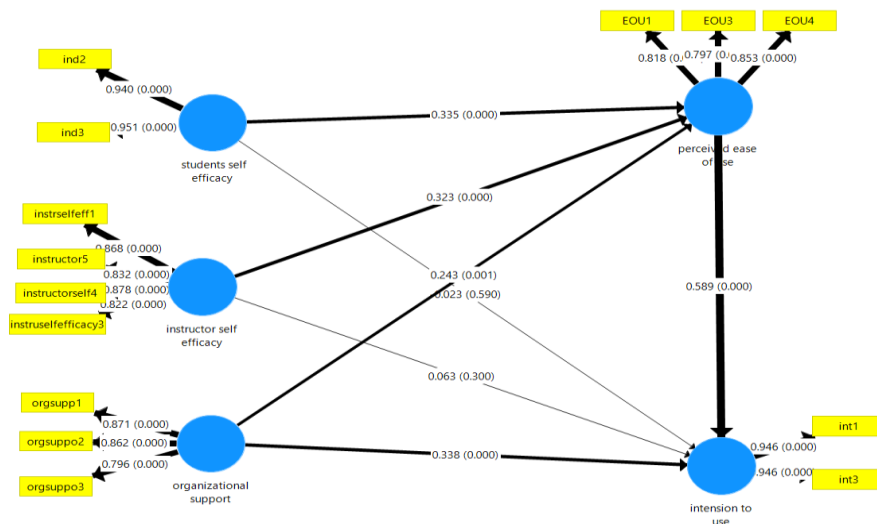 EOU1
EOU3
EOU4
0.818 (0.
0.797 (0.
0.853 (0.000)
ind2
0.940 (0.000)
ind3
0.951 (0.000)
students self
efficacy
0.335 (0.000)
perceived ease
of use
instrselfeff1
0.868 (0.000)
instructor5
0.832 (0.000)
instructorself4
0.878 (0.000)
instruselfefficacy3
0.822 (0.000)
instructor self
efficacy
0.323 (0.000)
0.243 (0.001)
0.023 (0.590)
0.589 (0.000)
0.063 (0.300)
orgsupp1
0.871 (0.000)
orgsuppo2
0.862 (0.000)
orgsuppo3
0.796 (0.000)
organizational
support
0.338 (0.000)
int1
0.946 (0.000)
int3
0.946 (0.000)
intension to
use